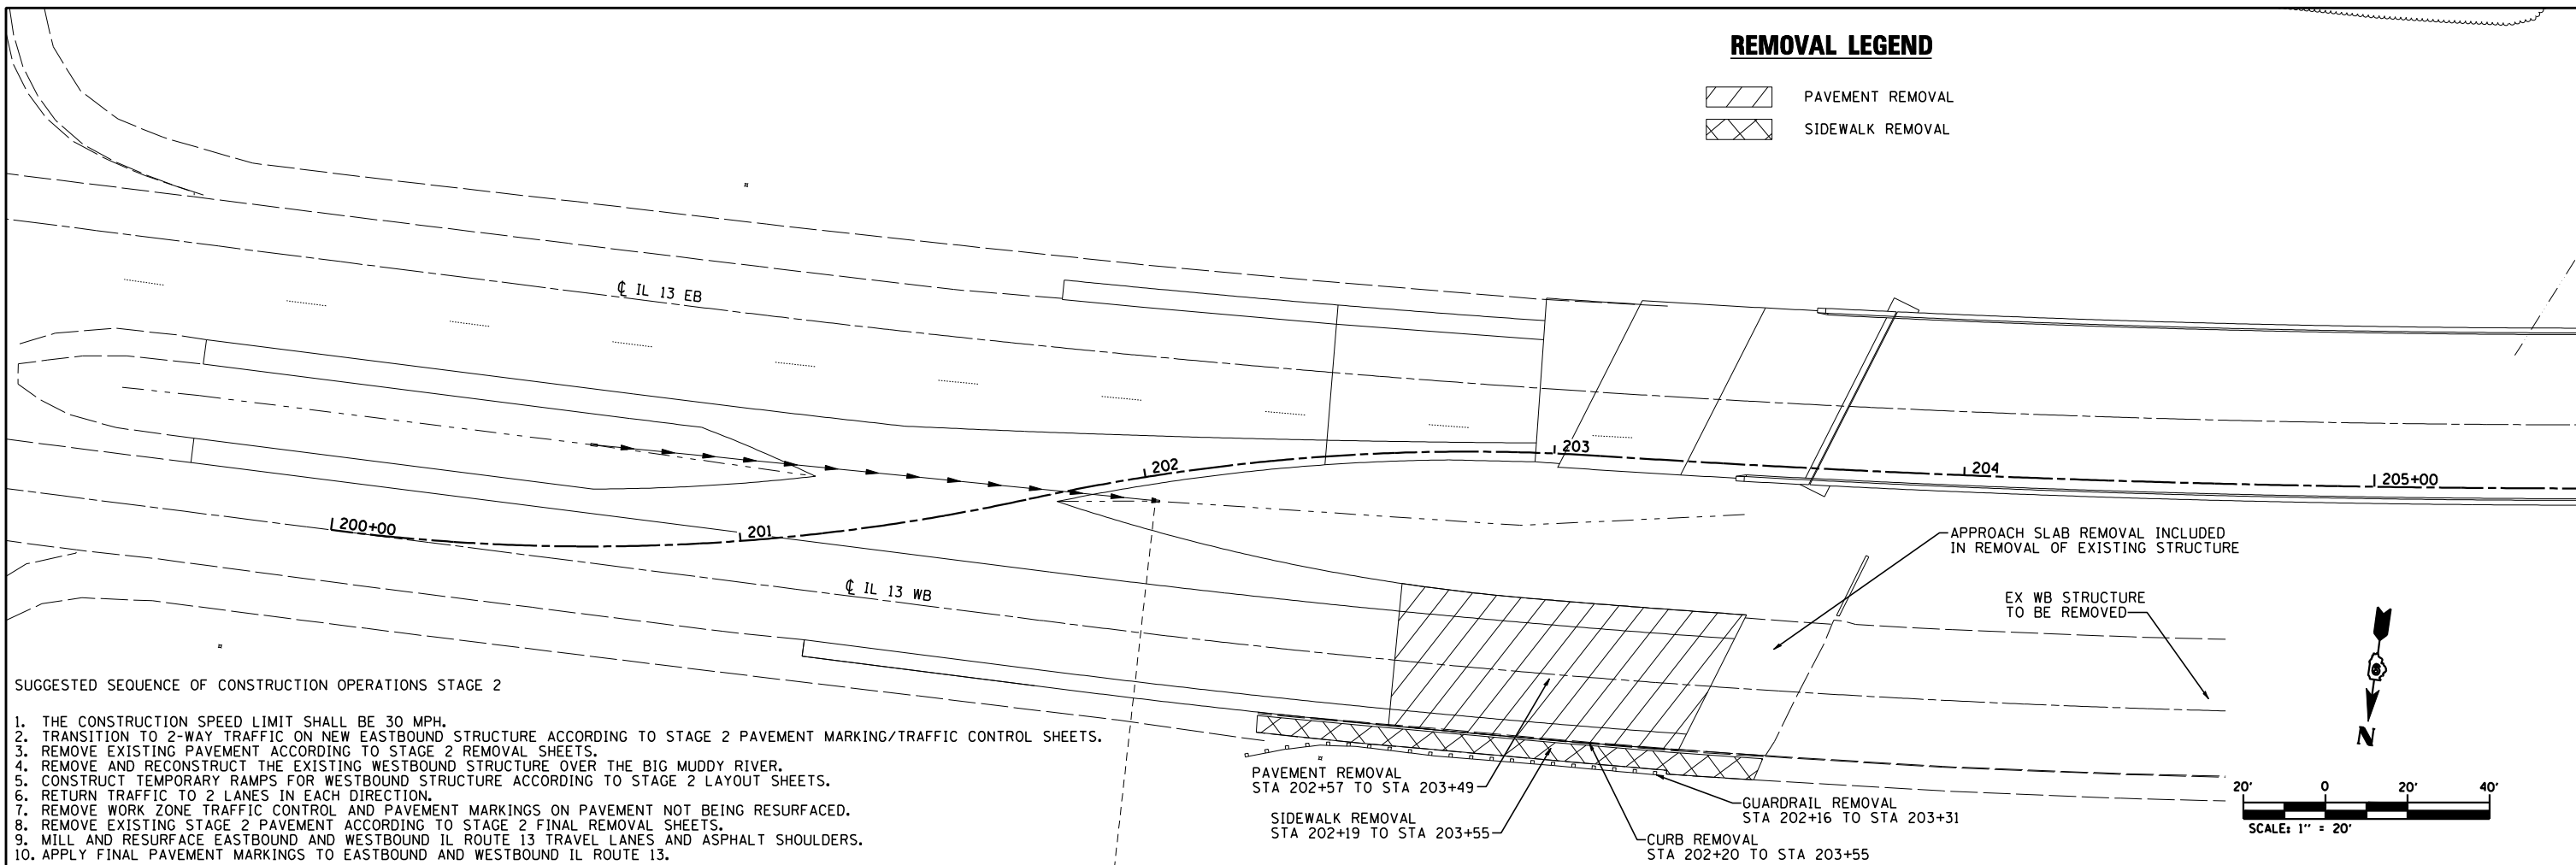 REMOVAL LEGEND
PAVEMENT REMOVAL
SIDEWALK REMOVAL
℄ IL 13 EB
203
202
204
205+00
200+00
201
℄ IL 13 WB
APPROACH SLAB REMOVAL INCLUDED
IN REMOVAL OF EXISTING STRUCTURE
EX WB STRUCTURE
TO BE REMOVED
N
SUGGESTED SEQUENCE OF CONSTRUCTION OPERATIONS STAGE 2
1. THE CONSTRUCTION SPEED LIMIT SHALL BE 30 MPH.
2. TRANSITION TO 2-WAY TRAFFIC ON NEW EASTBOUND STRUCTURE ACCORDING TO STAGE 2 PAVEMENT MARKING/TRAFFIC CONTROL SHEETS.
3. REMOVE EXISTING PAVEMENT ACCORDING TO STAGE 2 REMOVAL SHEETS.
4. REMOVE AND RECONSTRUCT THE EXISTING WESTBOUND STRUCTURE OVER THE BIG MUDDY RIVER.
5. CONSTRUCT TEMPORARY RAMPS FOR WESTBOUND STRUCTURE ACCORDING TO STAGE 2 LAYOUT SHEETS.
6. RETURN TRAFFIC TO 2 LANES IN EACH DIRECTION.
7. REMOVE WORK ZONE TRAFFIC CONTROL AND PAVEMENT MARKINGS ON PAVEMENT NOT BEING RESURFACED.
8. REMOVE EXISTING STAGE 2 PAVEMENT ACCORDING TO STAGE 2 FINAL REMOVAL SHEETS.
9. MILL AND RESURFACE EASTBOUND AND WESTBOUND IL ROUTE 13 TRAVEL LANES AND ASPHALT SHOULDERS.
10. APPLY FINAL PAVEMENT MARKINGS TO EASTBOUND AND WESTBOUND IL ROUTE 13.
PAVEMENT REMOVAL
STA 202+57 TO STA 203+49
SIDEWALK REMOVAL
STA 202+19 TO STA 203+55
GUARDRAIL REMOVAL
STA 202+16 TO STA 203+31
CURB REMOVAL
STA 202+20 TO STA 203+55
20' 0 20' 40'
SCALE: 1'' = 20'